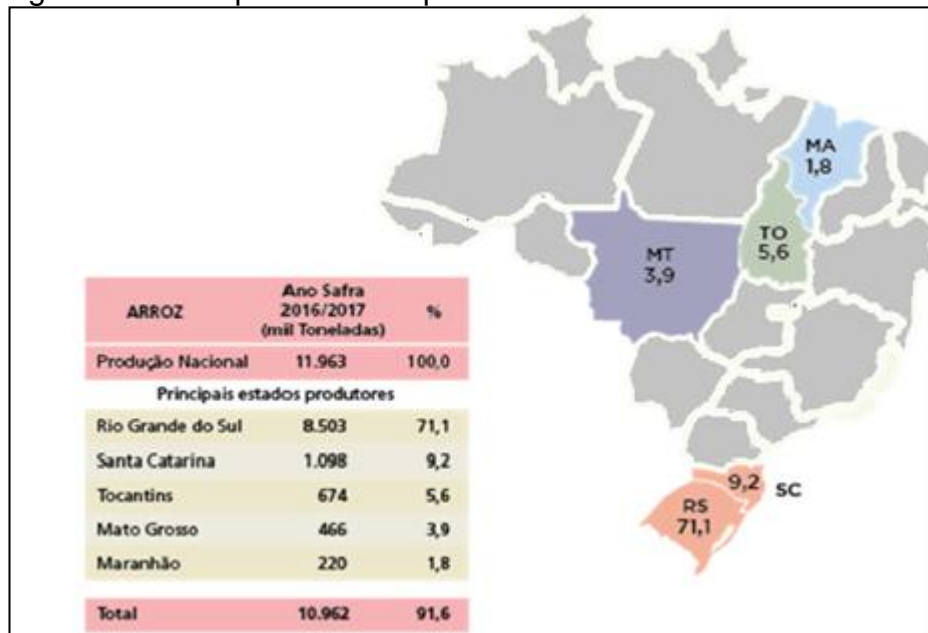 MA
1,8
TO
5,6
MT
3,9
ARROZ Ano Safra 2016/2017 (mil Toneladas) %
Produção Nacional 11.963 100,0
Principais estados produtores
Rio Grande do Sul 8.503 71,1
Santa Catarina 1.098 9,2
Tocantins 674 5,6
Mato Grosso 466 3,9
Maranhão 220 1,8
Total 10.962 91,6
9,2 SC
RS
71,1